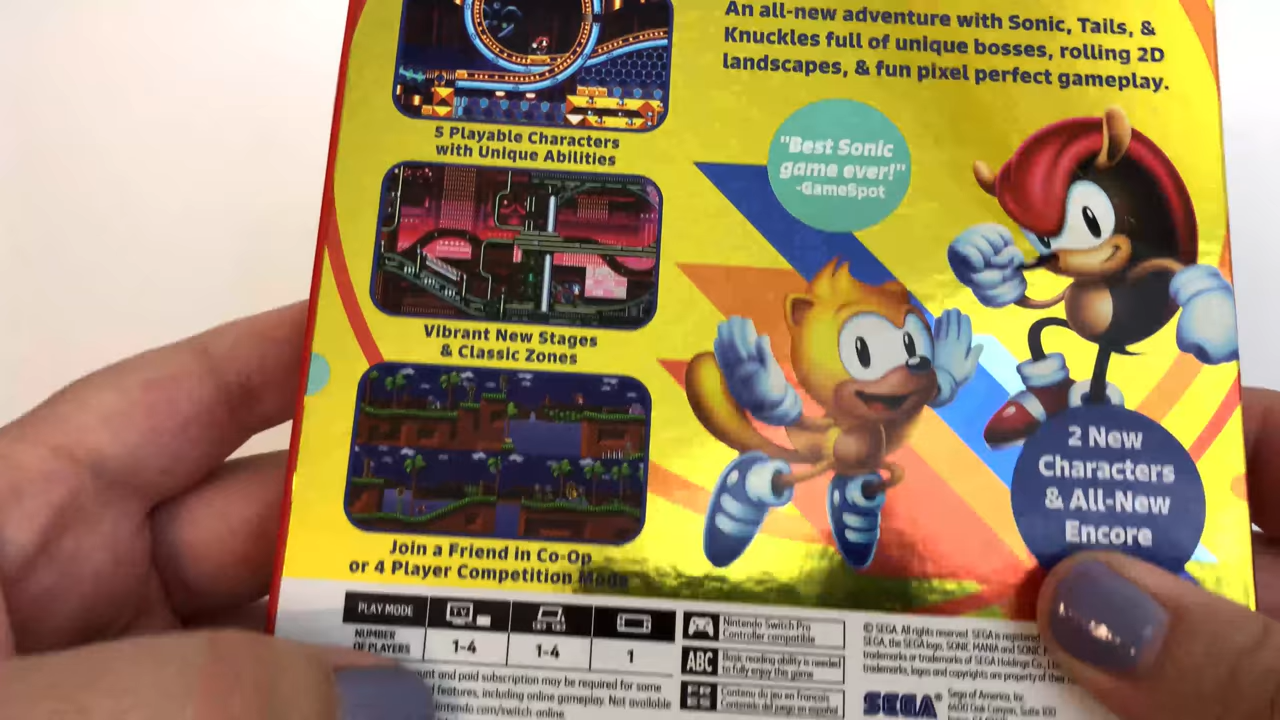 An all-new adventure with Sonic, Tails, &
Knuckles full of unique bosses, rolling 2D
landscapes, & fun pixel perfect gameplay.
5 Playable Characters
with Unique Abilities
"Best Sonic
game ever!"
-GameSpot
Vibrant New Stages
& Classic Zones
2 New
Characters
& All-New
Encore
Join a Friend in Co-Op
or 4 Player Competition Mode
PLAY MODE
TV
NUMBER
OF PLAYERS
1-4
1-4
1
Nintendo Switch Pro
Controller compatible
ABC
Basic reading ability is needed
to fully enjoy this game
Contenu du jeu en français
Contenido del juego en español
and paid subscription may be required for some
features, including online gameplay. Not available
intendo.com/switch-online
© SEGA. All rights reserved. SEGA is registered
SEGA, the SEGA logo, SONIC MANIA and SONIC
trademarks or trademarks of SEGA Holdings Co.,
trademarks, logos and copyrights are property of their
SEGA®
Sega of America, Inc.
6400 Oak Canyon, Suite 100